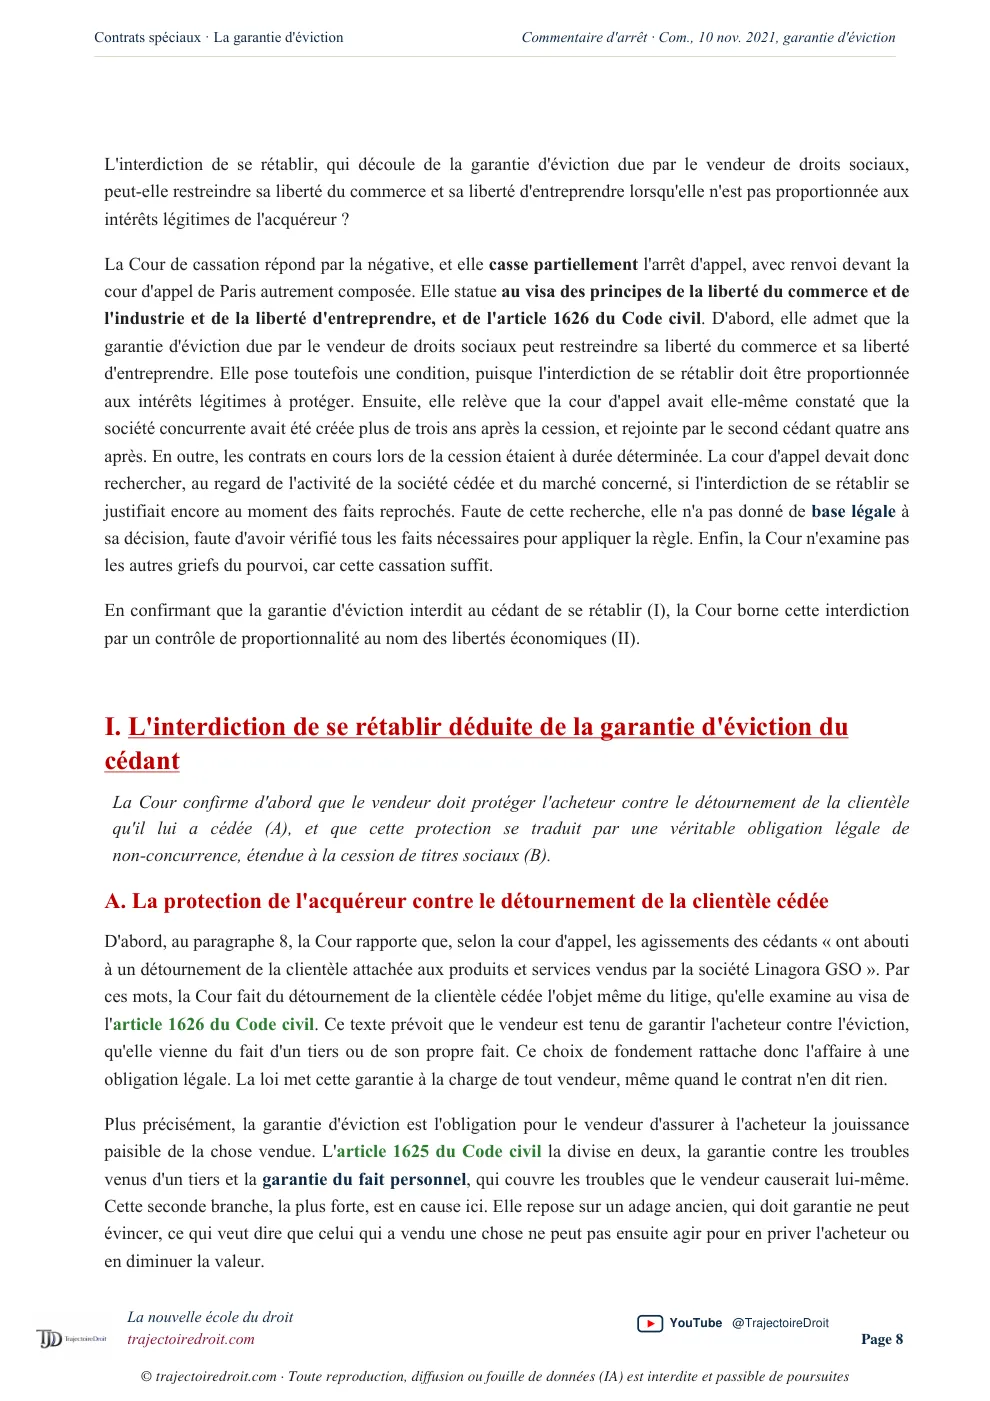 Contrats spéciaux · La garantie d'éviction
Commentaire d'arrêt · Com., 10 nov. 2021, garantie d'éviction
L'interdiction de se rétablir, qui découle de la garantie d'éviction due par le vendeur de droits sociaux,
peut-elle restreindre sa liberté du commerce et sa liberté d'entreprendre lorsqu'elle n'est pas proportionnée aux
intérêts légitimes de l'acquéreur ?
La Cour de cassation répond par la négative, et elle casse partiellement l'arrêt d'appel, avec renvoi devant la
cour d'appel de Paris autrement composée. Elle statue au visa des principes de la liberté du commerce et de
l'industrie et de la liberté d'entreprendre, et de l'article 1626 du Code civil. D'abord, elle admet que la
garantie d'éviction due par le vendeur de droits sociaux peut restreindre sa liberté du commerce et sa liberté
d'entreprendre. Elle pose toutefois une condition, puisque l'interdiction de se rétablir doit être proportionnée
aux intérêts légitimes à protéger. Ensuite, elle relève que la cour d'appel avait elle-même constaté que la
société concurrente avait été créée plus de trois ans après la cession, et rejointe par le second cédant quatre ans
après. En outre, les contrats en cours lors de la cession étaient à durée déterminée. La cour d'appel devait donc
rechercher, au regard de l'activité de la société cédée et du marché concerné, si l'interdiction de se rétablir se
justifiait encore au moment des faits reprochés. Faute de cette recherche, elle n'a pas donné de base légale à
sa décision, faute d'avoir vérifié tous les faits nécessaires pour appliquer la règle. Enfin, la Cour n'examine pas
les autres griefs du pourvoi, car cette cassation suffit.
En confirmant que la garantie d'éviction interdit au cédant de se rétablir (I), la Cour borne cette interdiction
par un contrôle de proportionnalité au nom des libertés économiques (II).
I. L'interdiction de se rétablir déduite de la garantie d'éviction du
cédant
La Cour confirme d'abord que le vendeur doit protéger l'acheteur contre le détournement de la clientèle
qu'il lui a cédée (A), et que cette protection se traduit par une véritable obligation légale de
non-concurrence, étendue à la cession de titres sociaux (B).
A. La protection de l'acquéreur contre le détournement de la clientèle cédée
D'abord, au paragraphe 8, la Cour rapporte que, selon la cour d'appel, les agissements des cédants « ont abouti
à un détournement de la clientèle attachée aux produits et services vendus par la société Linagora GSO ». Par
ces mots, la Cour fait du détournement de la clientèle cédée l'objet même du litige, qu'elle examine au visa de
l'article 1626 du Code civil. Ce texte prévoit que le vendeur est tenu de garantir l'acheteur contre l'éviction,
qu'elle vienne du fait d'un tiers ou de son propre fait. Ce choix de fondement rattache donc l'affaire à une
obligation légale. La loi met cette garantie à la charge de tout vendeur, même quand le contrat n'en dit rien.
Plus précisément, la garantie d'éviction est l'obligation pour le vendeur d'assurer à l'acheteur la jouissance
paisible de la chose vendue. L'article 1625 du Code civil la divise en deux, la garantie contre les troubles
venus d'un tiers et la garantie du fait personnel, qui couvre les troubles que le vendeur causerait lui-même.
Cette seconde branche, la plus forte, est en cause ici. Elle repose sur un adage ancien, qui doit garantie ne peut
évincer, ce qui veut dire que celui qui a vendu une chose ne peut pas ensuite agir pour en priver l'acheteur ou
en diminuer la valeur.
La nouvelle école du droit
trajectoiredroit.com
TJD TrajectoireDroit
YouTube @TrajectoireDroit
Page 8
© trajectoiredroit.com · Toute reproduction, diffusion ou fouille de données (IA) est interdite et passible de poursuites